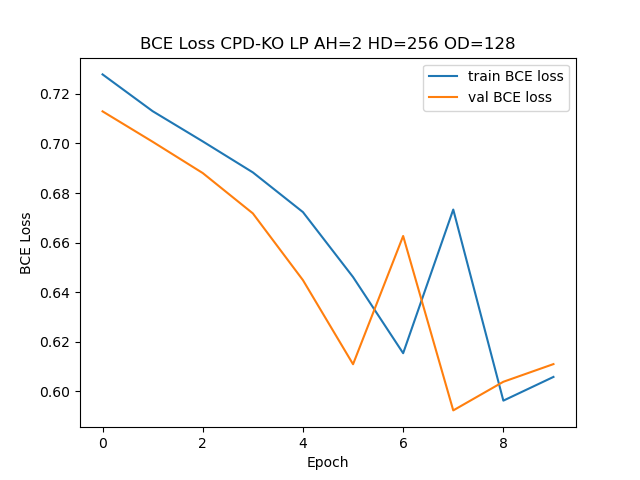 BCE Loss CPD-KO LP AH=2 HD=256 OD=128
train BCE loss
val BCE loss
0.72
0.70
0.68
0.66
0.64
0.62
0.60
BCE Loss
0 2 4 6 8
Epoch